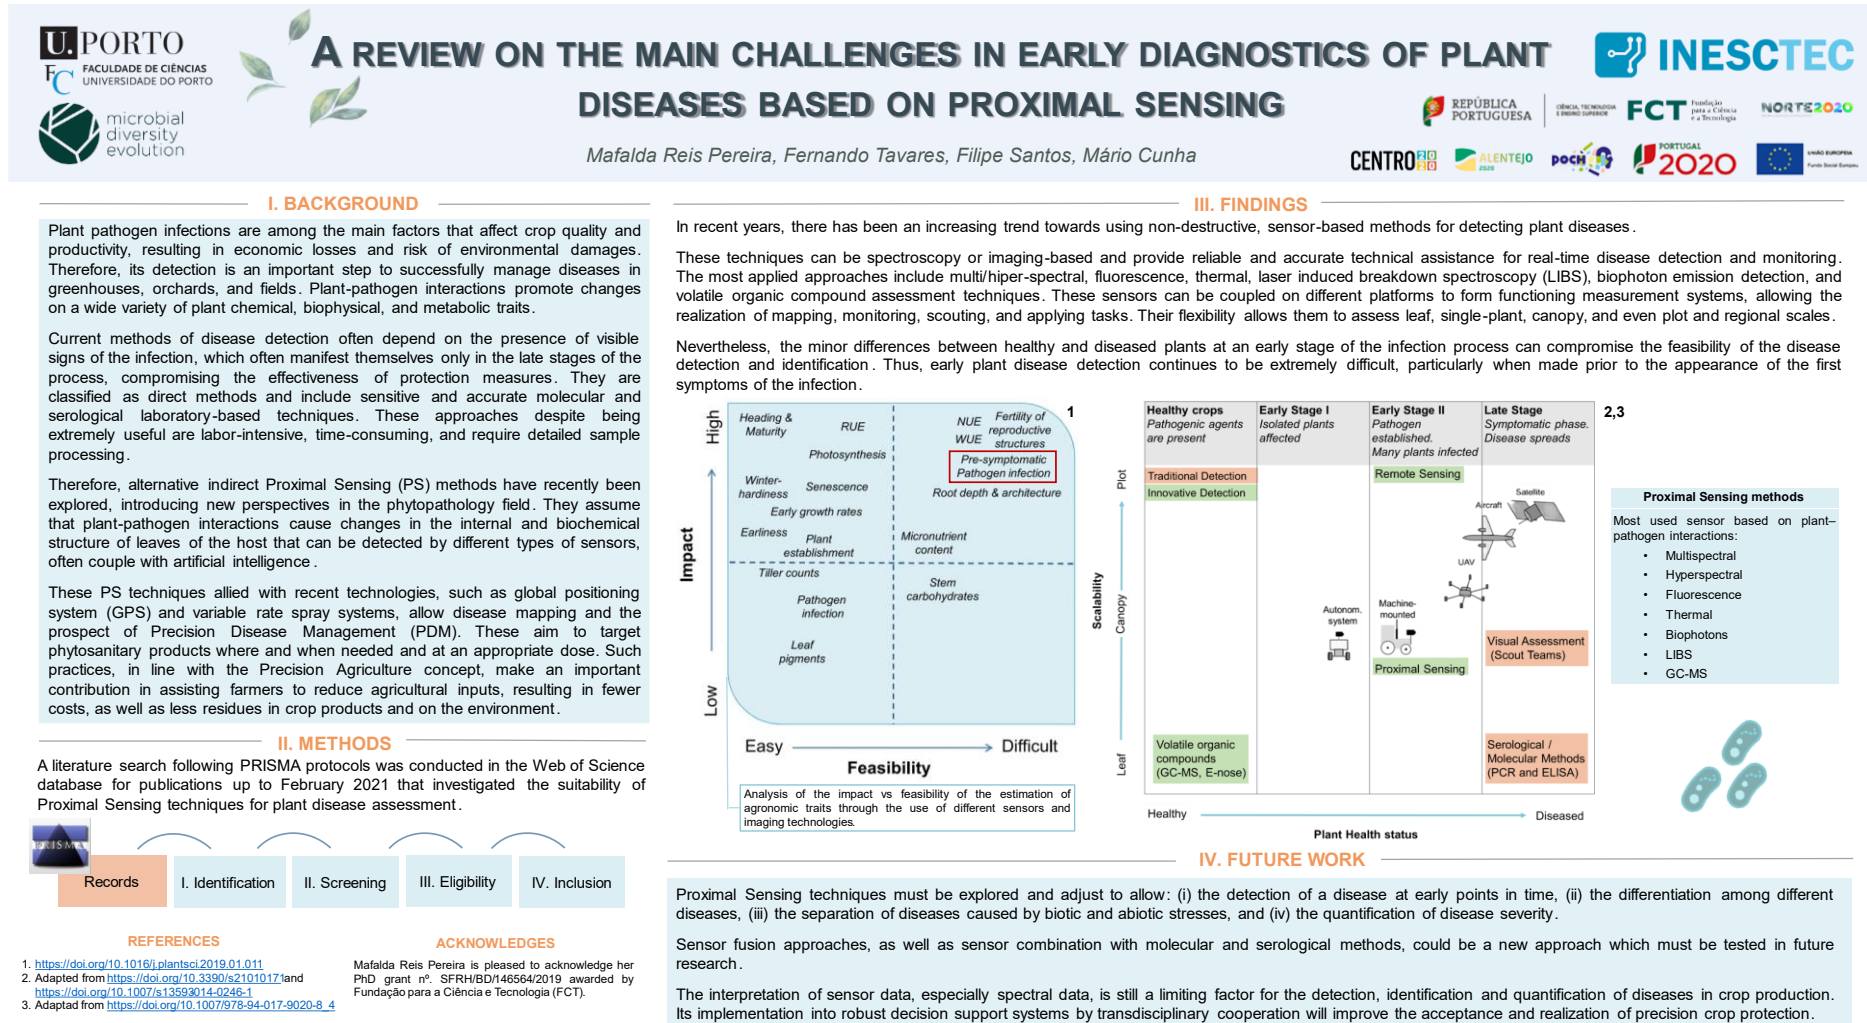 U.PORTO
FC FACULDADE DE CIÊNCIAS
UNIVERSIDADE DO PORTO
microbial
diversity
evolution
A REVIEW ON THE MAIN CHALLENGES IN EARLY DIAGNOSTICS OF PLANT
DISEASES BASED ON PROXIMAL SENSING
Mafalda Reis Pereira, Fernando Tavares, Filipe Santos, Mário Cunha
INESCTEC
REPÚBLICA
PORTUGUESA
CIÊNCIA, TECNOLOGIA
E ENSINO SUPERIOR
FCT Fundação
para a Ciência
e a Tecnologia
NORTE2020
CENTRO 2020
ALENTEJO
2020
POCH
PORTUGAL
2020
UNIÃO EUROPEIA
Fundo Social Europeu
I. BACKGROUND
Plant pathogen infections are among the main factors that affect crop quality and
productivity, resulting in economic losses and risk of environmental damages.
Therefore, its detection is an important step to successfully manage diseases in
greenhouses, orchards, and fields. Plant-pathogen interactions promote changes
on a wide variety of plant chemical, biophysical, and metabolic traits.
Current methods of disease detection often depend on the presence of visible
signs of the infection, which often manifest themselves only in the late stages of the
process, compromising the effectiveness of protection measures. They are
classified as direct methods and include sensitive and accurate molecular and
serological laboratory-based techniques. These approaches despite being
extremely useful are labor-intensive, time-consuming, and require detailed sample
processing.
Therefore, alternative indirect Proximal Sensing (PS) methods have recently been
explored, introducing new perspectives in the phytopathology field. They assume
that plant-pathogen interactions cause changes in the internal and biochemical
structure of leaves of the host that can be detected by different types of sensors,
often couple with artificial intelligence.
These PS techniques allied with recent technologies, such as global positioning
system (GPS) and variable rate spray systems, allow disease mapping and the
prospect of Precision Disease Management (PDM). These aim to target
phytosanitary products where and when needed and at an appropriate dose. Such
practices, in line with the Precision Agriculture concept, make an important
contribution in assisting farmers to reduce agricultural inputs, resulting in fewer
costs, as well as less residues in crop products and on the environment.
II. METHODS
A literature search following PRISMA protocols was conducted in the Web of Science
database for publications up to February 2021 that investigated the suitability of
Proximal Sensing techniques for plant disease assessment.
PRISMA
Records
I. Identification
II. Screening
III. Eligibility
IV. Inclusion
REFERENCES
1. https://doi.org/10.1016/j.plantsci.2019.01.011
2. Adapted from https://doi.org/10.3390/s21010171and
https://doi.org/10.1007/s13593014-0246-1
3. Adaptad from https://doi.org/10.1007/978-94-017-9020-8_4
ACKNOWLEDGES
Mafalda Reis Pereira is pleased to acknowledge her
PhD grant nº. SFRH/BD/146564/2019 awarded by
Fundação para a Ciência e Tecnologia (FCT).
III. FINDINGS
In recent years, there has been an increasing trend towards using non-destructive, sensor-based methods for detecting plant diseases.
These techniques can be spectroscopy or imaging-based and provide reliable and accurate technical assistance for real-time disease detection and monitoring.
The most applied approaches include multi/hiper-spectral, fluorescence, thermal, laser induced breakdown spectroscopy (LIBS), biophoton emission detection, and
volatile organic compound assessment techniques. These sensors can be coupled on different platforms to form functioning measurement systems, allowing the
realization of mapping, monitoring, scouting, and applying tasks. Their flexibility allows them to assess leaf, single-plant, canopy, and even plot and regional scales.
Nevertheless, the minor differences between healthy and diseased plants at an early stage of the infection process can compromise the feasibility of the disease
detection and identification. Thus, early plant disease detection continues to be extremely difficult, particularly when made prior to the appearance of the first
symptoms of the infection.
1
High
Impact
Low
Heading &
Maturity
RUE
Photosynthesis
Winter-
hardiness
Senescence
Early growth rates
Earliness
Plant
establishment
NUE
WUE
Fertility of
reproductive
structures
Pre-symptomatic
Pathogen infection
Root depth & architecture
Micronutrient
content
Tiller counts
Pathogen
infection
Leaf
pigments
Stem
carbohydrates
Easy
Difficult
Feasibility
Analysis of the impact vs feasibility of the estimation of
agronomic traits through the use of different sensors and
imaging technologies.
2,3
Scalability
Plot
Canopy
Leaf
Healthy crops
Pathogenic agents
are present
Early Stage I
Isolated plants
affected
Early Stage II
Pathogen
established.
Many plants infected
Late Stage
Symptomatic phase.
Disease spreads
Traditional Detection
Innovative Detection
Remote Sensing
Satellite
Aircraft
UAV
Autonom.
system
Machine-
mounted
Proximal Sensing
Visual Assessment
(Scout Teams)
Volatile organic
compounds
(GC-MS, E-nose)
Serological /
Molecular Methods
(PCR and ELISA)
Healthy
Diseased
Plant Health status
Proximal Sensing methods
Most used sensor based on plant–
pathogen interactions:
• Multispectral
• Hyperspectral
• Fluorescence
• Thermal
• Biophotons
• LIBS
• GC-MS
IV. FUTURE WORK
Proximal Sensing techniques must be explored and adjust to allow: (i) the detection of a disease at early points in time, (ii) the differentiation among different
diseases, (iii) the separation of diseases caused by biotic and abiotic stresses, and (iv) the quantification of disease severity.
Sensor fusion approaches, as well as sensor combination with molecular and serological methods, could be a new approach which must be tested in future
research.
The interpretation of sensor data, especially spectral data, is still a limiting factor for the detection, identification and quantification of diseases in crop production.
Its implementation into robust decision support systems by transdisciplinary cooperation will improve the acceptance and realization of precision crop protection.